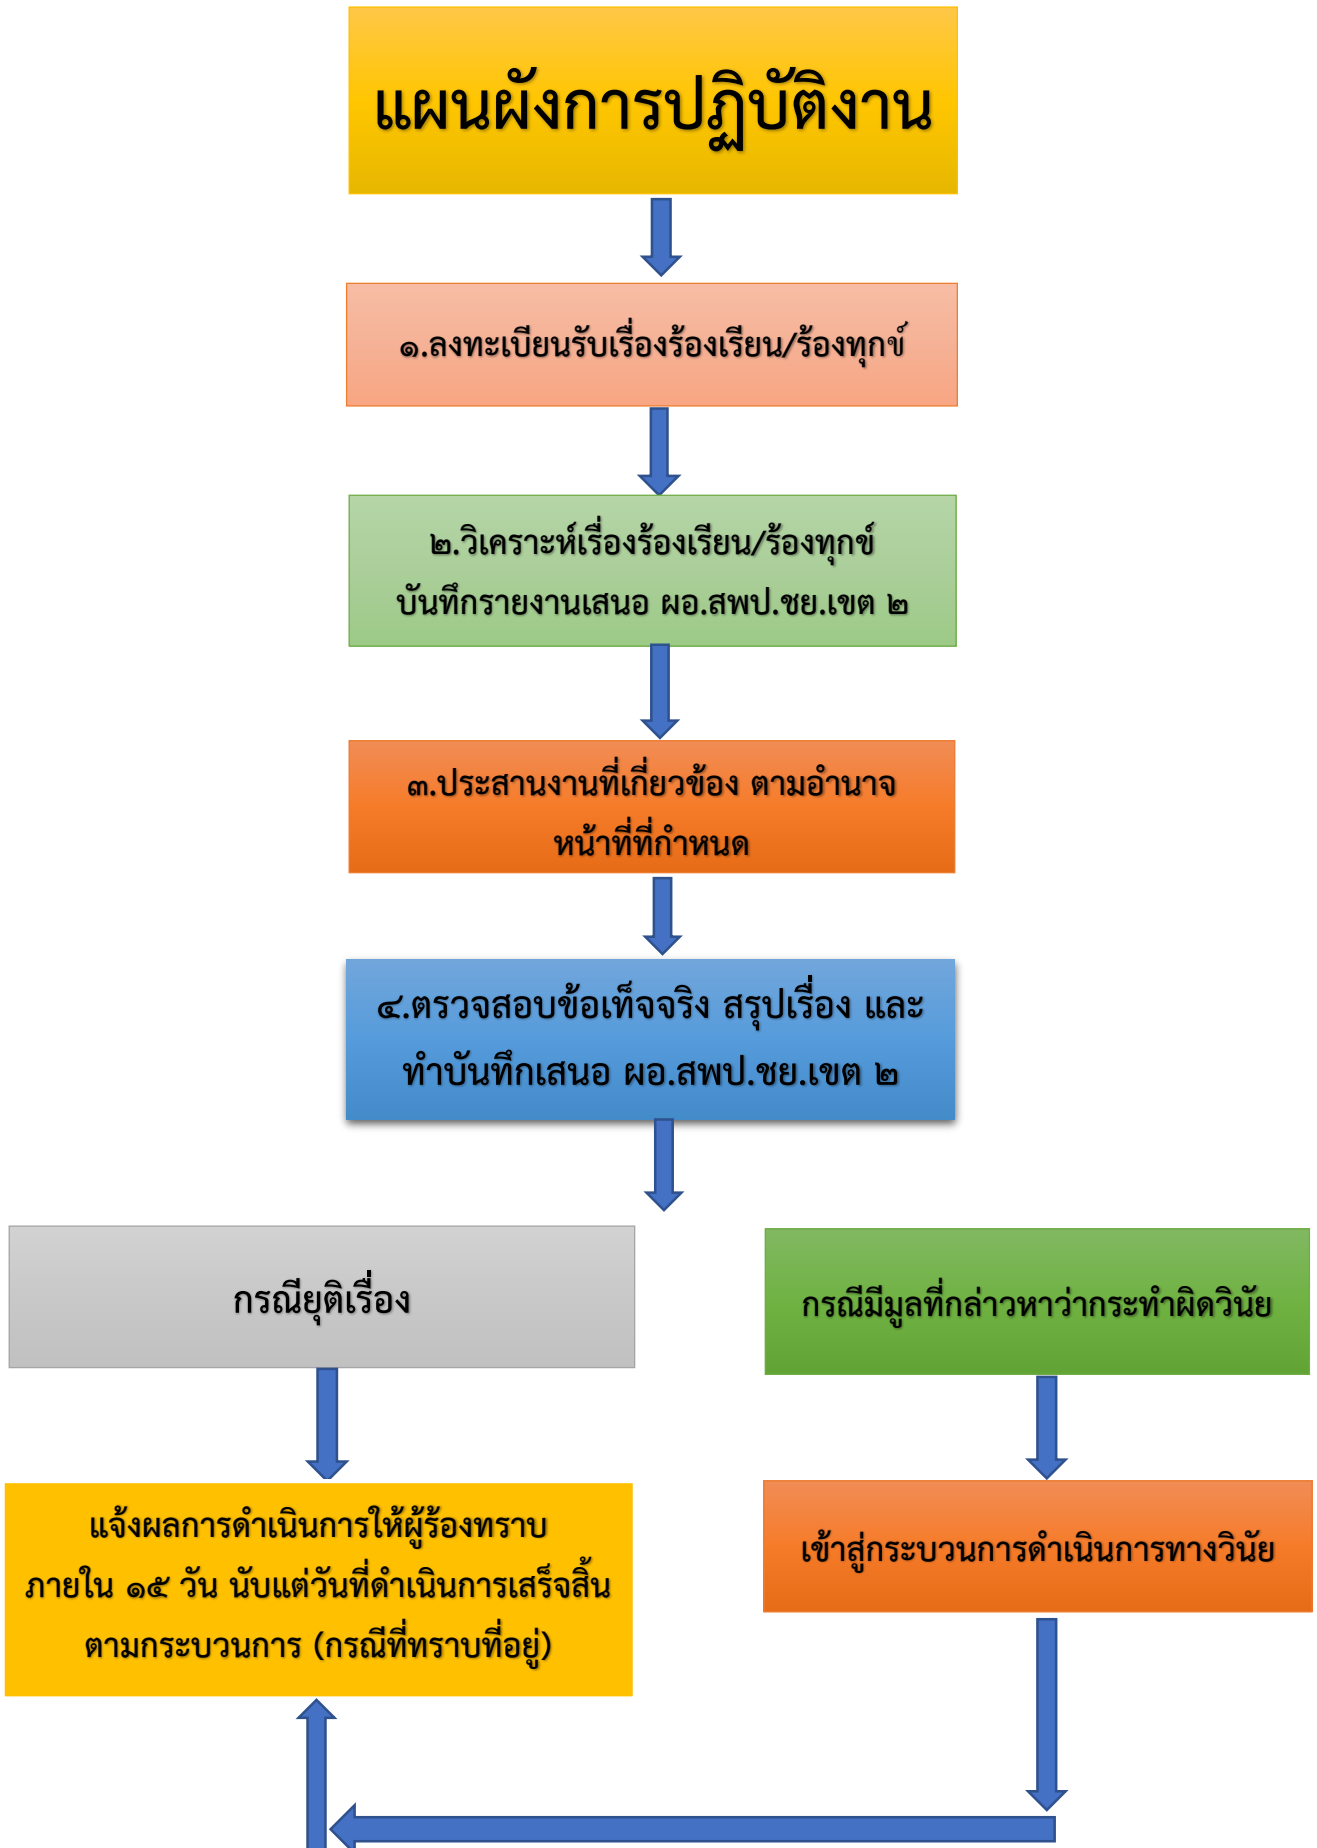 แผนผังการปฏิบัติงาน
๑.ลงทะเบียนรับเรื่องร้องเรียน/ร้องทุกข์
๒.วิเคราะห์เรื่องร้องเรียน/ร้องทุกข์
บันทึกรายงานเสนอ ผอ.สพป.ชย.เขต ๒
๓.ประสานงานที่เกี่ยวข้อง ตามอำนาจ
หน้าที่ที่กำหนด
๔.ตรวจสอบข้อเท็จจริง สรุปเรื่อง และ
ทำบันทึกเสนอ ผอ.สพป.ชย.เขต ๒
กรณียุติเรื่อง
กรณีมีมูลที่กล่าวหาว่ากระทำผิดวินัย
แจ้งผลการดำเนินการให้ผู้ร้องทราบ
ภายใน ๑๕ วัน นับแต่วันที่ดำเนินการเสร็จสิ้น
ตามกระบวนการ (กรณีที่ทราบที่อยู่)
เข้าสู่กระบวนการดำเนินการทางวินัย